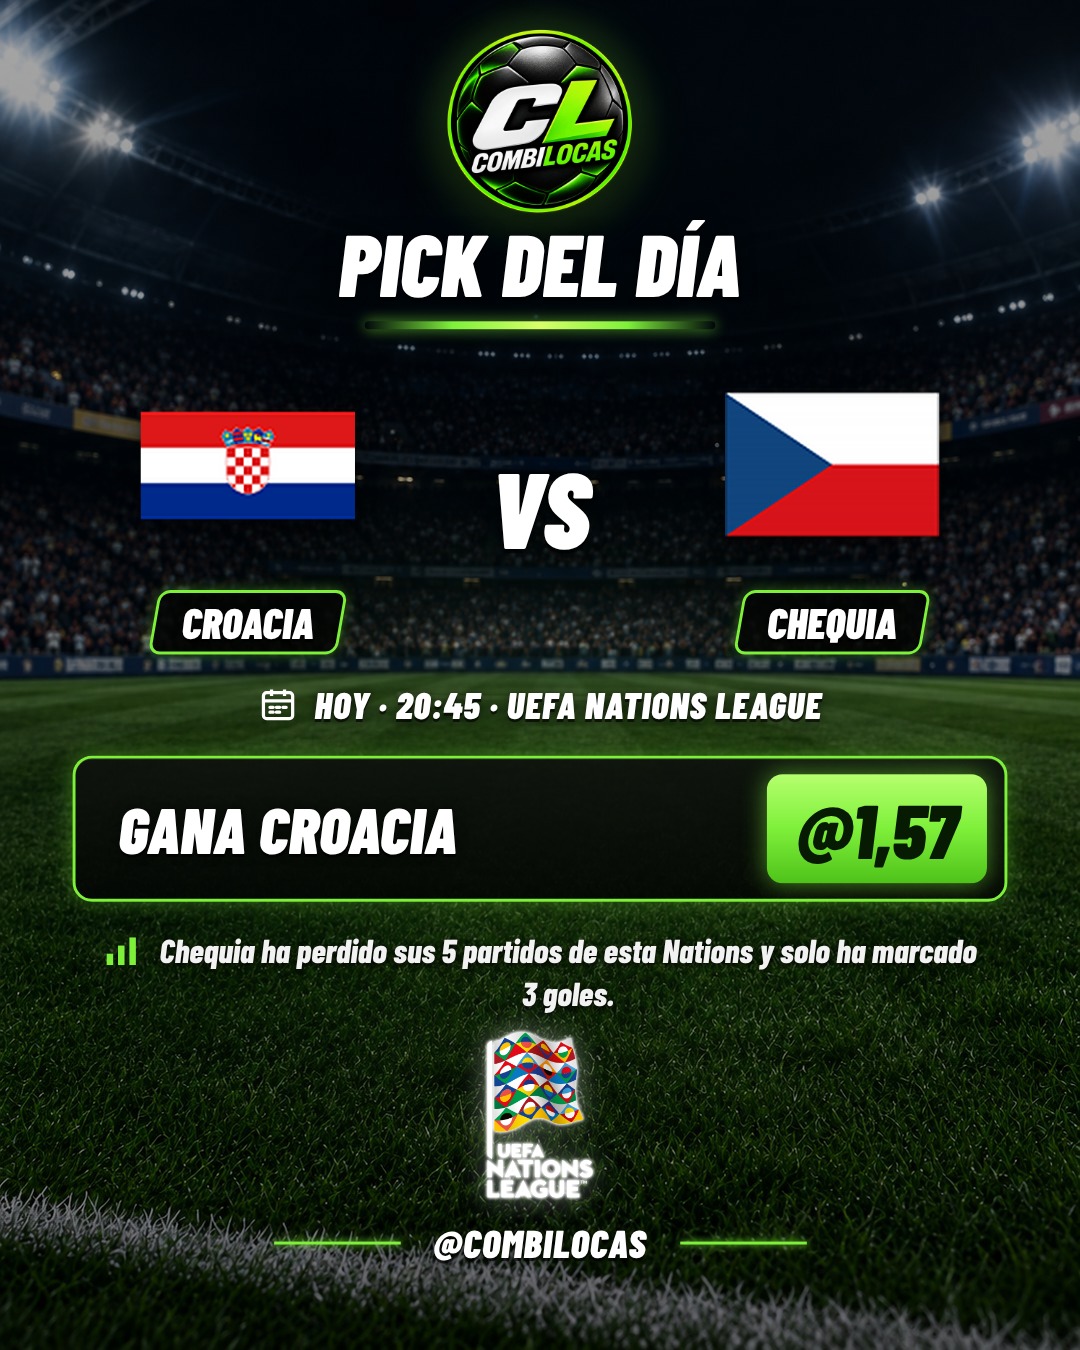 CL
COMBILOCAS
PICK DEL DÍA
VS
CROACIA
CHEQUIA
HOY · 20:45 · UEFA NATIONS LEAGUE
GANA CROACIA
@1,57
Chequia ha perdido sus 5 partidos de esta Nations y solo ha marcado
3 goles.
UEFA
NATIONS
LEAGUE™
@COMBILOCAS